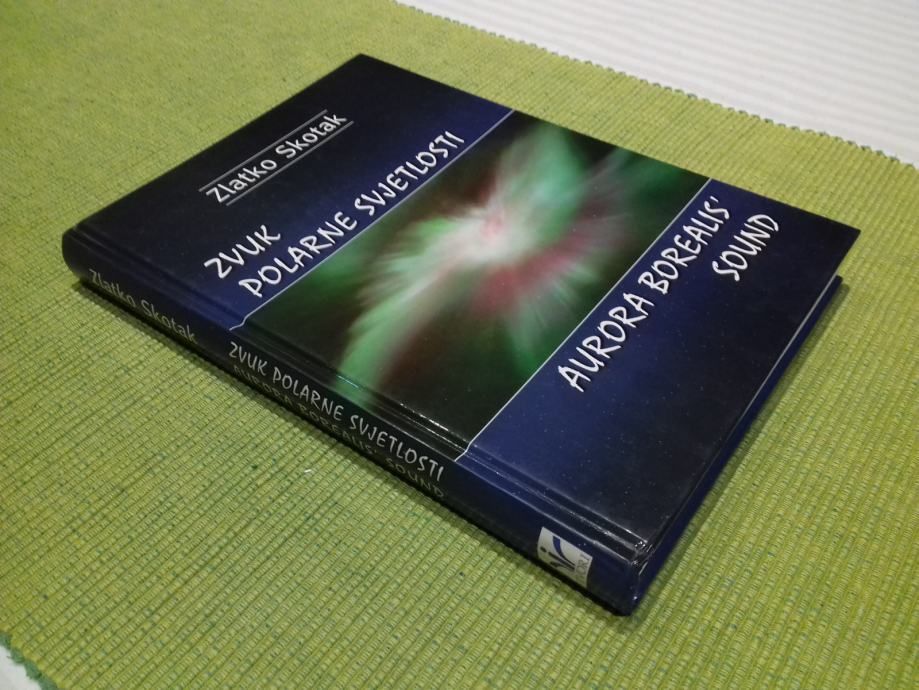 Zlatko Skotak
ZVUK
POLARNE SVJETLOSTI
AURORA BOREALIS'
SOUND
Zlatko Skotak
ZVUK POLARNE SVJETLOSTI
AURORA BOREALIS' SOUND